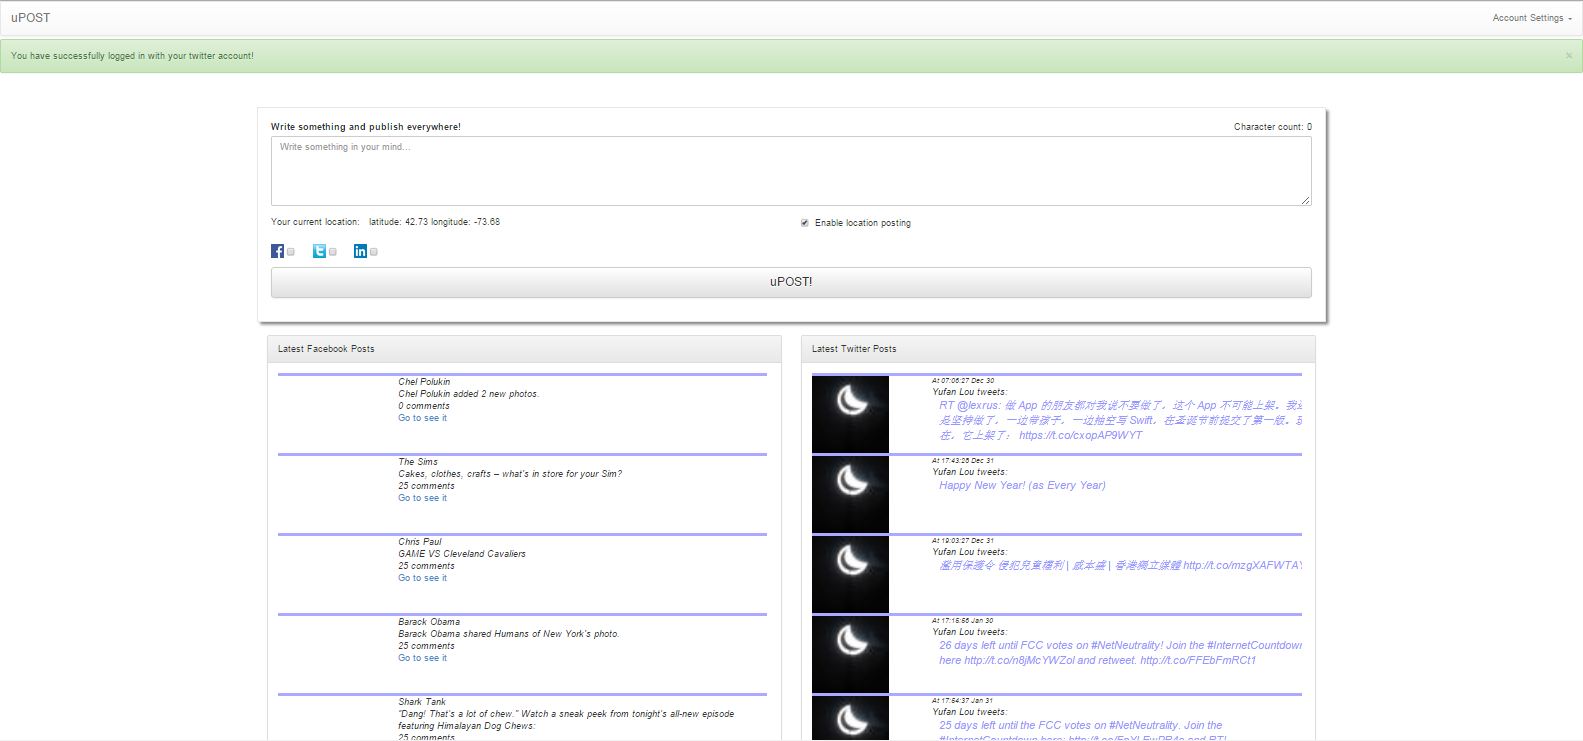 uPOST
Account Settings
You have successfully logged in with your twitter account!
×
Write something and publish everywhere!
Character count: 0
Write something in your mind...
Your current location: latitude: 42.73 longitude: -73.68
Enable location posting
uPOST!
Latest Facebook Posts
Chel Polukin
Chel Polukin added 2 new photos.
0 comments
Go to see it
The Sims
Cakes, clothes, crafts – what's in store for your Sim?
25 comments
Go to see it
Chris Paul
GAME VS Cleveland Cavaliers
25 comments
Go to see it
Barack Obama
Barack Obama shared Humans of New York's photo.
25 comments
Go to see it
Shark Tank
"Dang! That's a lot of chew." Watch a sneak peek from tonight's all-new episode
featuring Himalayan Dog Chews:
25 comments
Latest Twitter Posts
At 07:06:27 Dec 30
Yufan Lou tweets:
RT @lexrus: 做 App 的朋友都对我说不要做了，这个 App 不可能上架。我还
是坚持做了，一边带孩子，一边抽空写 Swift，在圣诞节前提交了第一版。现
在，它上架了： https://t.co/cxopAP9WYT
At 17:43:28 Dec 31
Yufan Lou tweets:
Happy New Year! (as Every Year)
At 19:03:27 Dec 31
Yufan Lou tweets:
濫用保護令 侵犯兒童權利 | 戚本盛 | 香港獨立媒體 http://t.co/mzgXAFWTAY
At 17:16:56 Jan 30
Yufan Lou tweets:
26 days left until FCC votes on #NetNeutrality! Join the #InternetCountdown
here http://t.co/n8jMcYWZol and retweet. http://t.co/FFEbFmRCt1
At 17:54:37 Jan 31
Yufan Lou tweets:
25 days left until the FCC votes on #NetNeutrality. Join the
#InternetCountdown here: and RT!